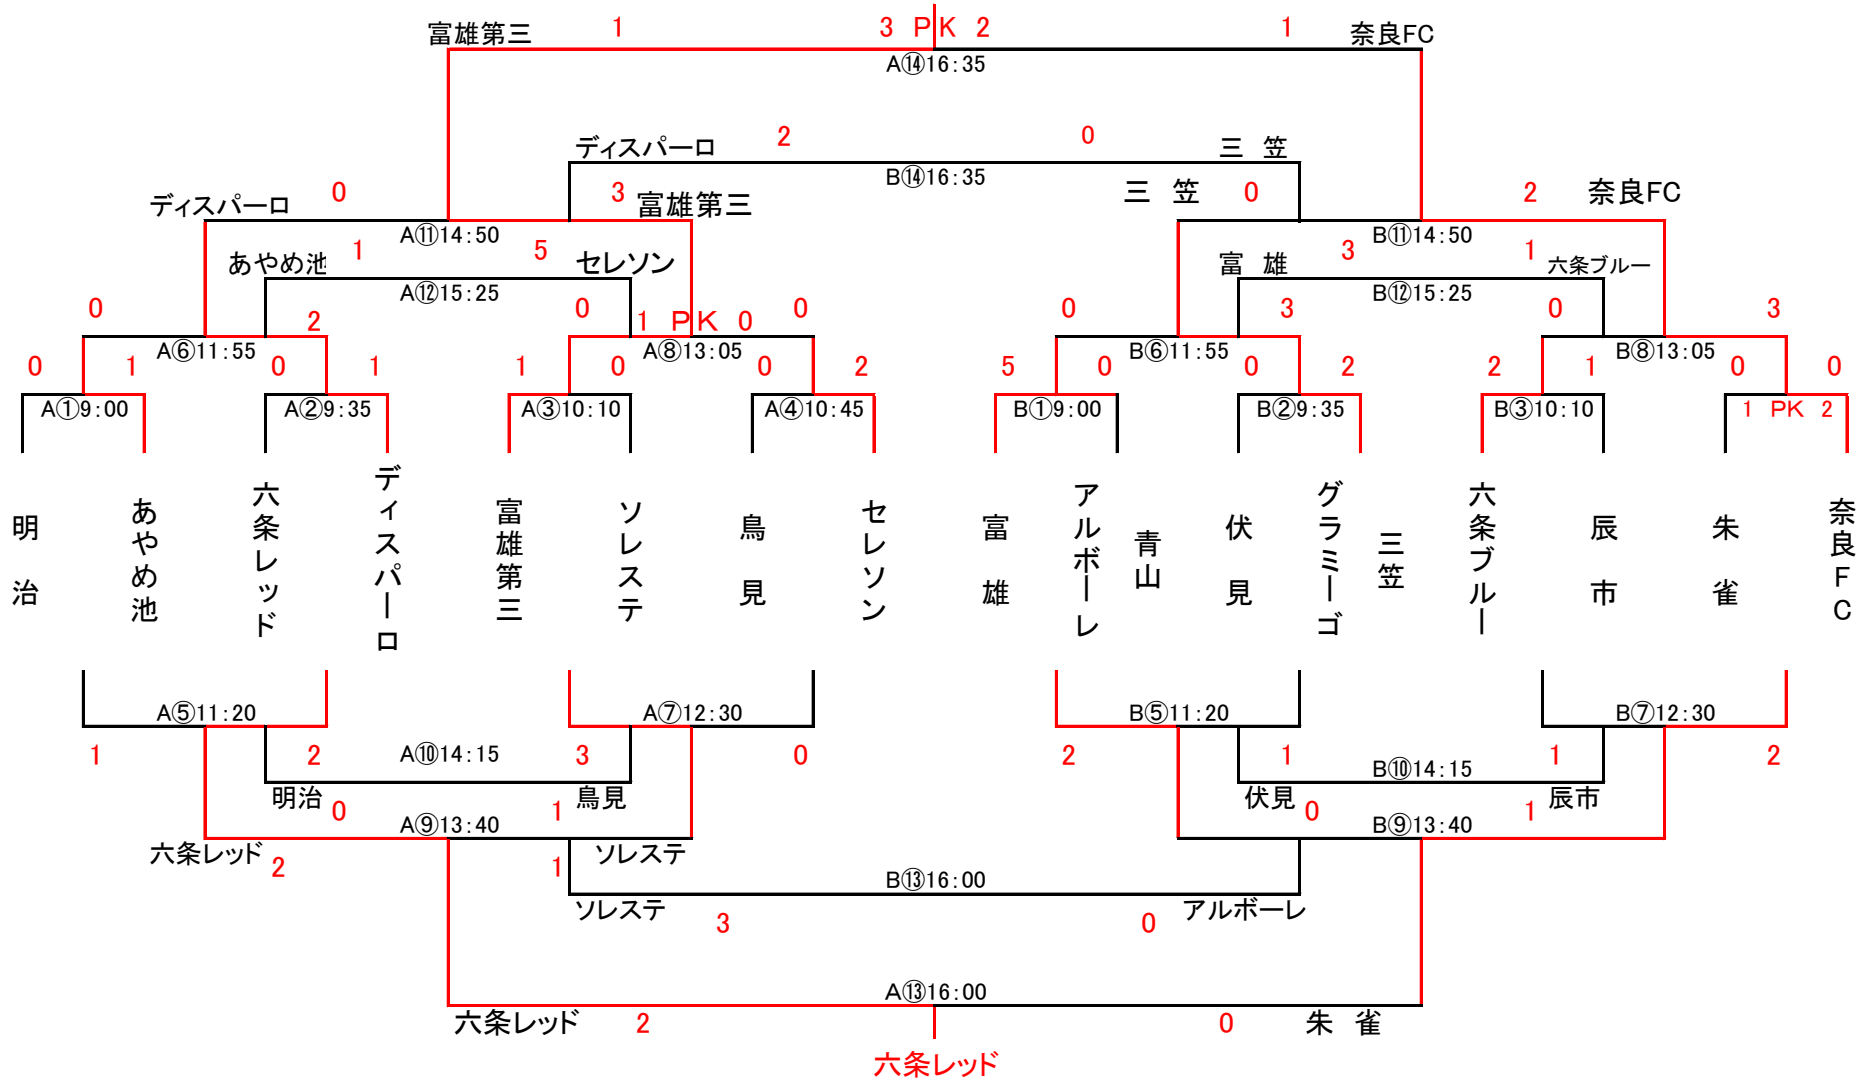 富雄第三 1 3 PK 2 1 奈良FC
A⑭16:35
ディスパーロ 2 0 三 笠
B⑭16:35
ディスパーロ 0 3 富雄第三 三 笠 0 2 奈良FC
A⑪14:50 B⑪14:50
あやめ池 1 5 セレソン 富 雄 3 1 六条ブルー
A⑫15:25 B⑫15:25
0 2 0 1 PK 0 0 0 3 0 3
A⑥11:55 A⑧13:05 B⑥11:55 B⑧13:05
0 1 0 1 1 0 0 2 5 0 0 2 2 1 0 0
A①9:00 A②9:35 A③10:10 A④10:45 B①9:00 B②9:35 B③10:10 1 PK 2
明治
あやめ池
六条レッド
ディスパーロ
富雄第三
ソレステ
鳥見
セレソン
富雄
アルボーレ
青山
伏見
グラミーゴ
三笠
六条ブルー
辰市
朱雀
奈良FC
A⑤11:20 A⑦12:30 B⑤11:20 B⑦12:30
1 2 A⑩14:15 3 0 2 1 B⑩14:15 1 2
明治 0 1 鳥見 伏見 0 1 辰市
A⑨13:40 B⑨13:40
六条レッド 2 1 ソレステ
B⑬16:00
ソレステ 3 0 アルボーレ
A⑬16:00
六条レッド 2 0 朱 雀
六条レッド